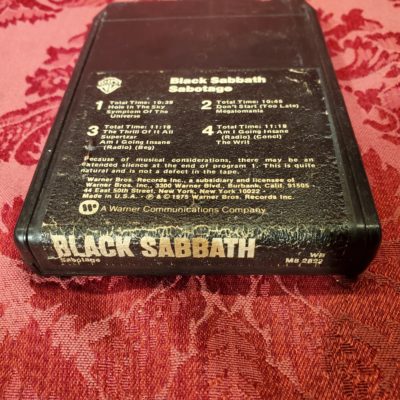 Black Sabbath
Sabotage
1 Total Time: 10:39
Hole In The Sky
Symptom Of The
Universe
2 Total Time: 10:45
Don't Start (Too Late)
Megalomania
3 Total Time: 11:18
The Thrill Of It All
Supertzar
Am I Going Insane
(Radio) (Beg)
4 Total Time: 11:18
Am I Going Insane
(Radio) (Concl)
The Writ
Because of musical considerations, there may be an
extended silence at the end of program 1. This is quite
natural and is not a defect in the tape.
Warner Bros. Records Inc., a subsidiary and licensee of
Warner Bros. Inc., 3300 Warner Blvd., Burbank, Calif. 91505
44 East 50th Street, New York, New York 10022 •
Made in U.S.A. • ℗ & © 1975 Warner Bros. Records Inc.
A Warner Communications Company
BLACK SABBATH
Sabotage
WB
M8 2822